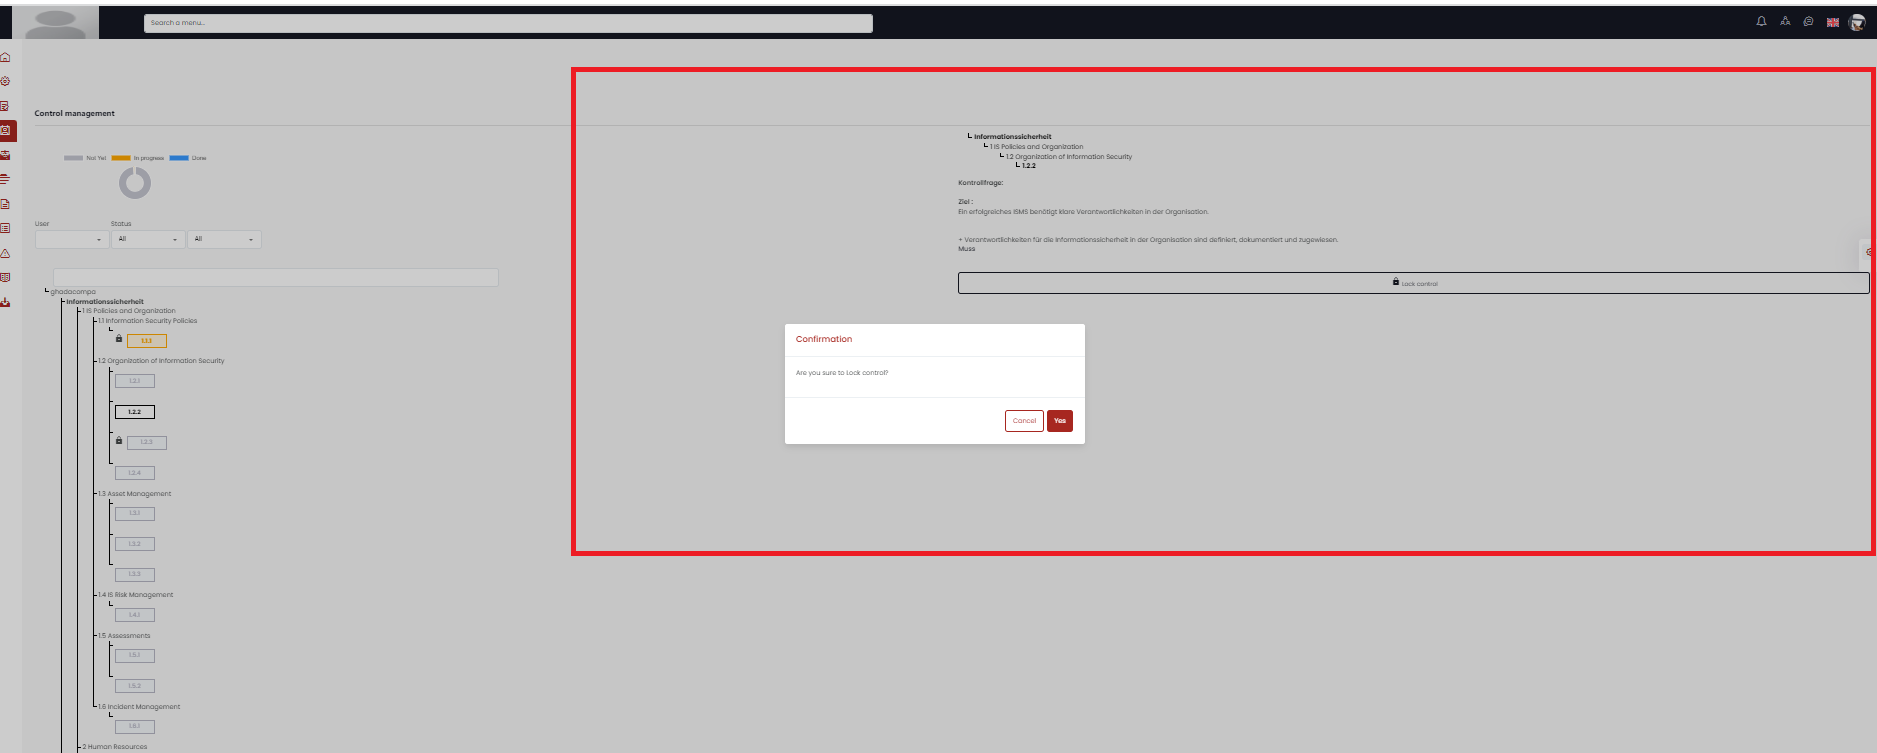 Search a menu..
Control management
Not Yet In progress Done
User Status
All All
ghadacompa
Informationssicherheit
1 IS Policies and Organization
1.1 Information Security Policies
1.1.1
1.2 Organization of Information Security
1.2.1
1.2.2
1.2.3
1.2.4
1.3 Asset Management
1.3.1
1.3.2
1.3.3
1.4 IS Risk Management
1.4.1
1.5 Assessments
1.5.1
1.5.2
1.6 Incident Management
1.6.1
2 Human Resources
Informationssicherheit
1 IS Policies and Organization
1.2 Organization of Information Security
1.2.2
Kontrollfrage:
Ziel :
Ein erfolgreiches ISMS benötigt klare Verantwortlichkeiten in der Organisation.
+ Verantwortlichkeiten für die Informationssicherheit in der Organisation sind definiert, dokumentiert und zugewiesen.
Muss
Lock control
Confirmation
Are you sure to Lock control?
Cancel Yes